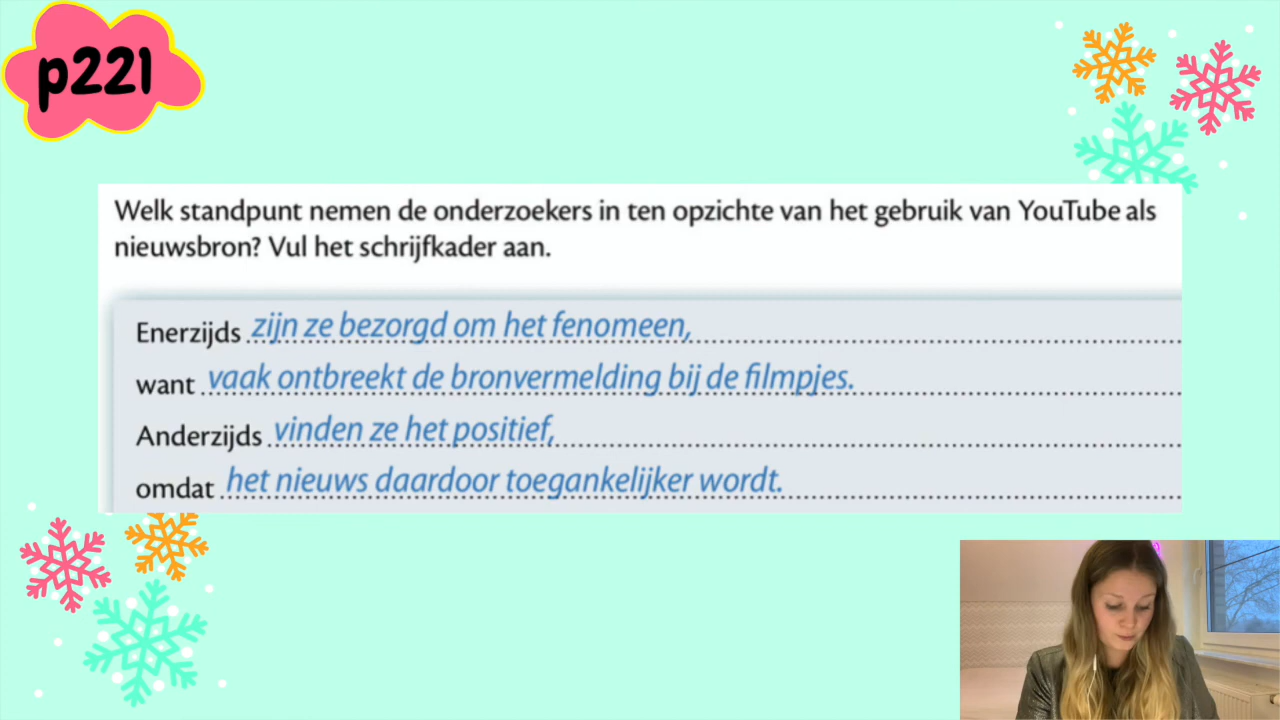 p221
Welk standpunt nemen de onderzoekers in ten opzichte van het gebruik van YouTube als
nieuwsbron? Vul het schrijfkader aan.
Enerzijds zijn ze bezorgd om het fenomeen,
want vaak ontbreekt de bronvermelding bij de filmpjes.
Anderzijds vinden ze het positief,
omdat het nieuws daardoor toegankelijker wordt.